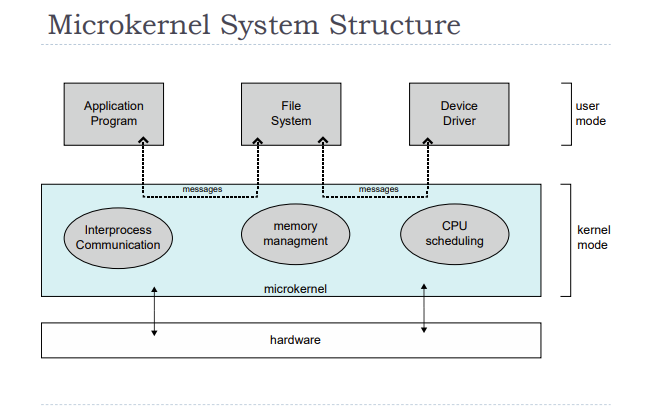 Microkernel System Structure
Application
Program
File
System
Device
Driver
user
mode
messages
messages
Interprocess
Communication
memory
managment
CPU
scheduling
kernel
mode
microkernel
hardware